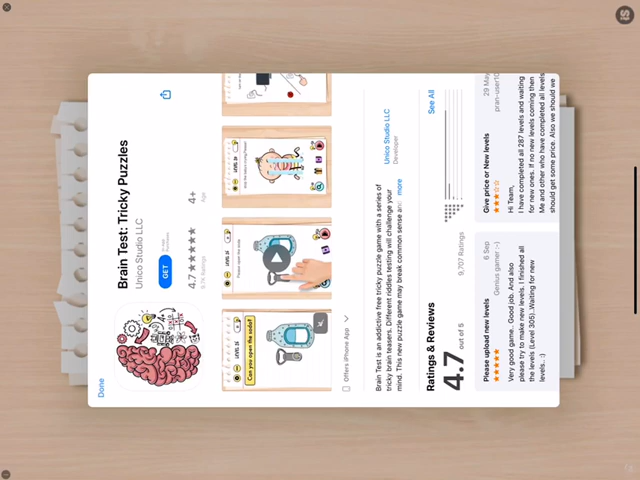 Done
Brain Test: Tricky Puzzles
Unico Studio LLC
GET
4.7★★★★★
9.7K Ratings
4+
Age
Can you open the soda?
Offers iPhone App
Brain Test is an addictive free tricky puzzle game with a series of
tricky brain teasers. Different riddles testing will challenge your
mind. This new puzzle game may break common sense and more
Unico Studio LLC
Developer
Ratings & Reviews
See All
4.7
out of 5
9,707 Ratings
Please upload new levels
6 Sep
★★★★★
Genius gamer :-)
Very good game.. Good job. And also
please try to make new levels. I finished all
the levels (Level 305). Waiting for new
levels.. :)
Give price or New levels
29 May
★★★☆☆
Hi Team,
I have completed all 287 levels and waiting
for new ones. If no new levels coming then
Me and other who have completed all levels
should get some price. Also we should we